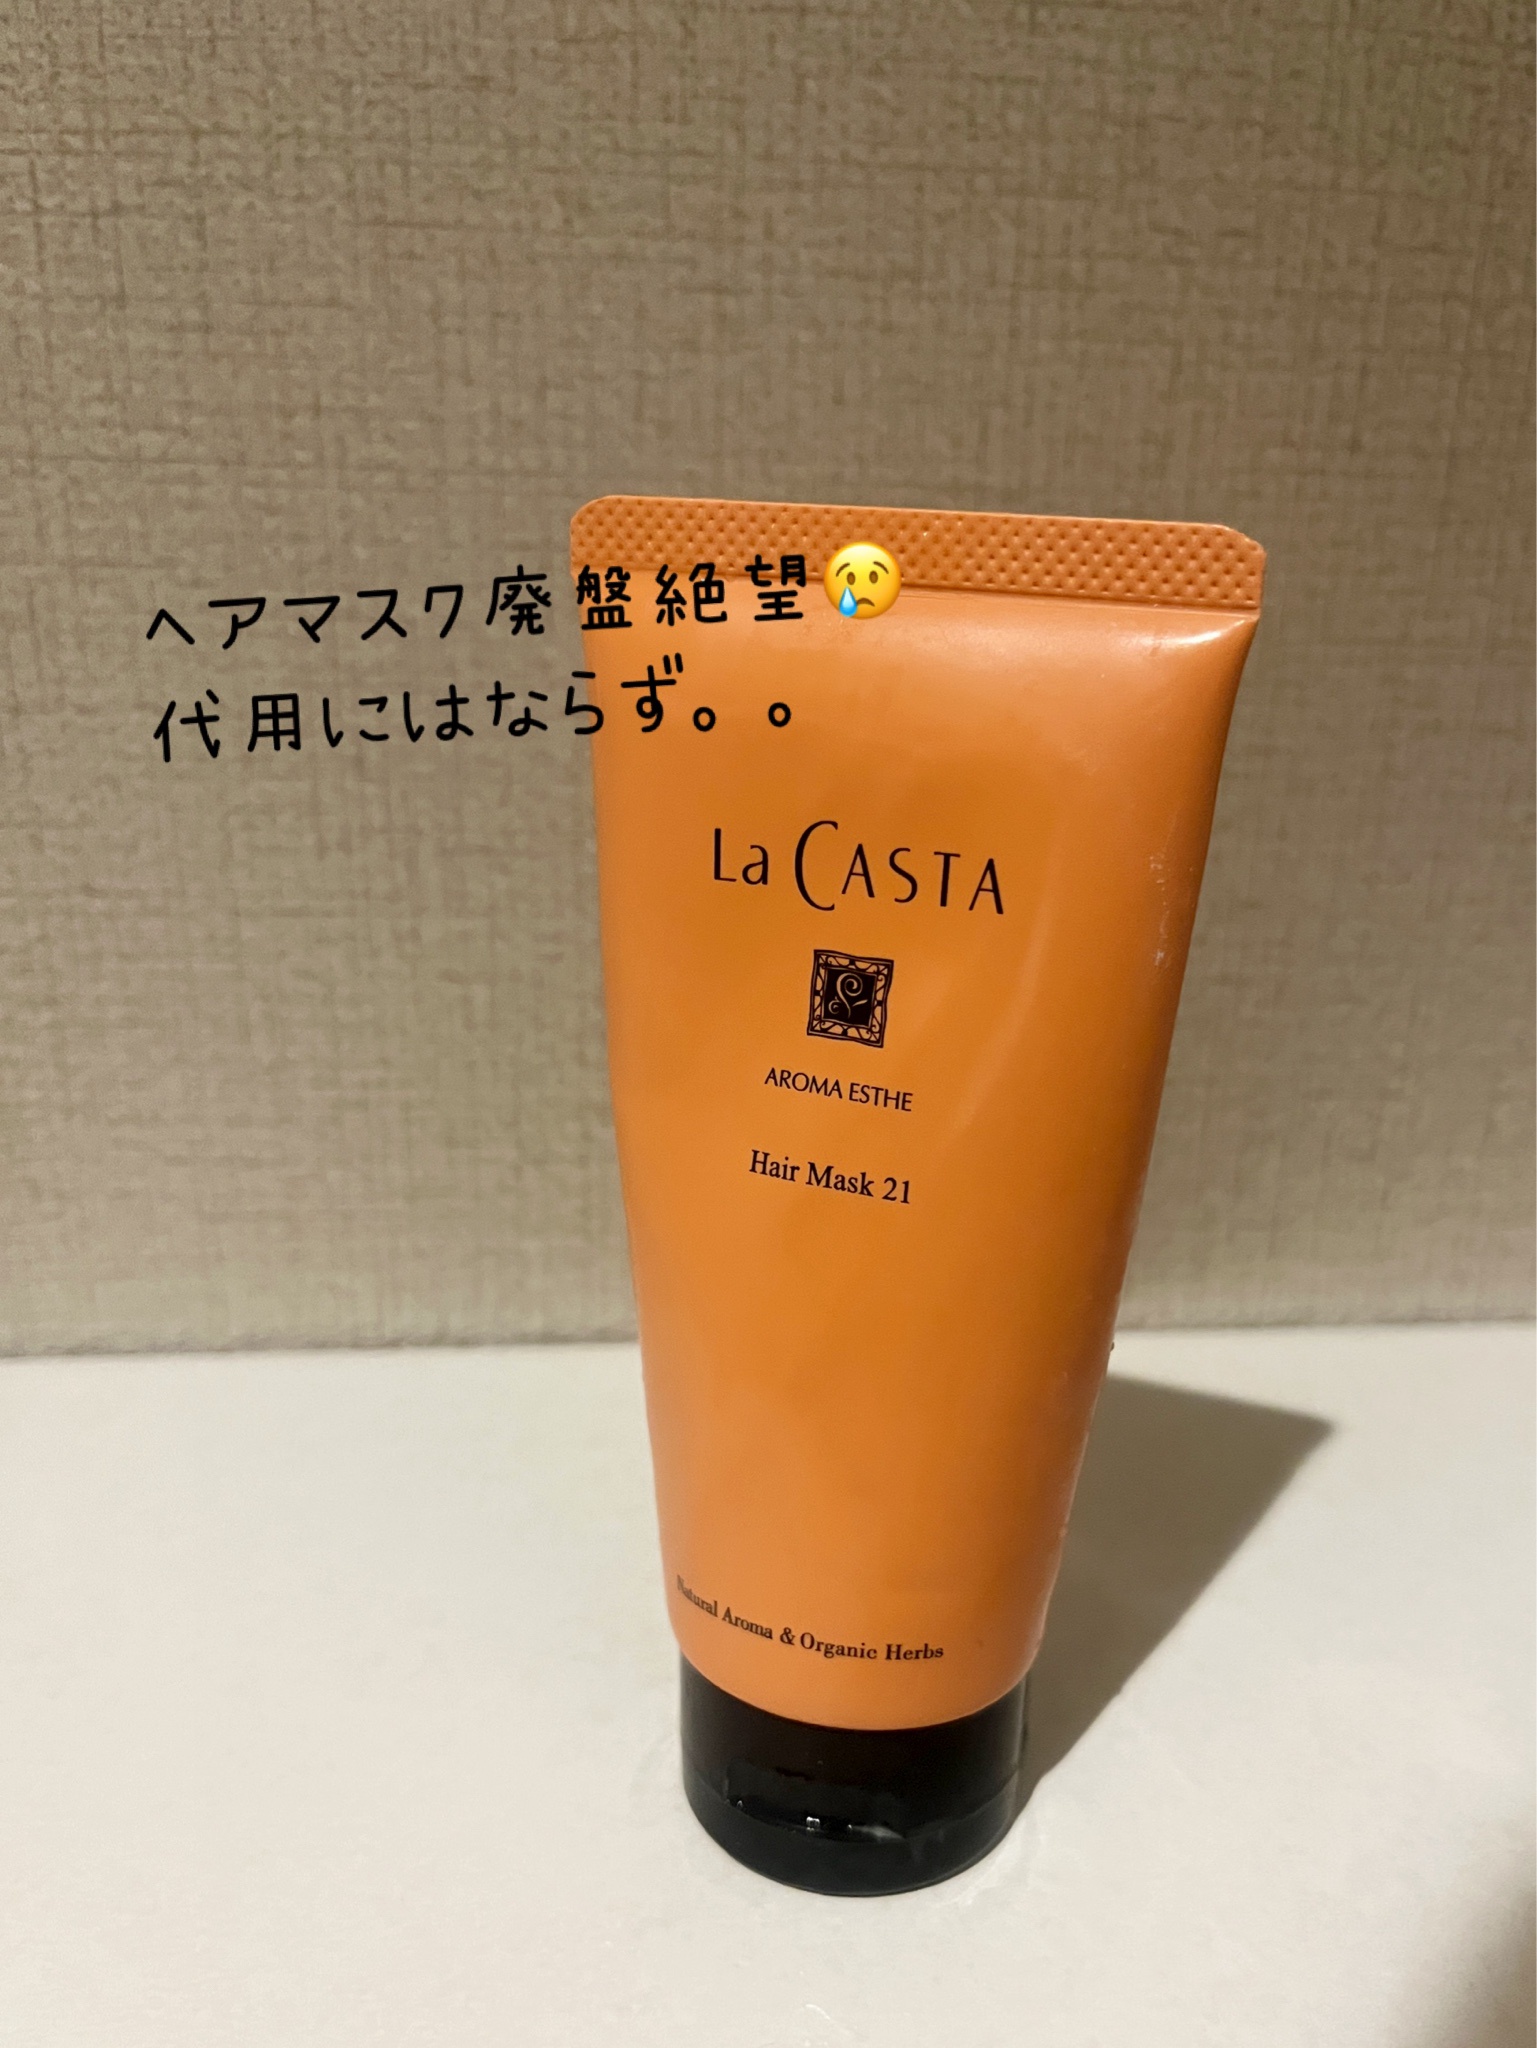 ヘアマスク廃盤絶望😢
代用にはならず。。
La CASTA
AROMA ESTHE
Hair Mask 21
Natural Aroma & Organic Herbs